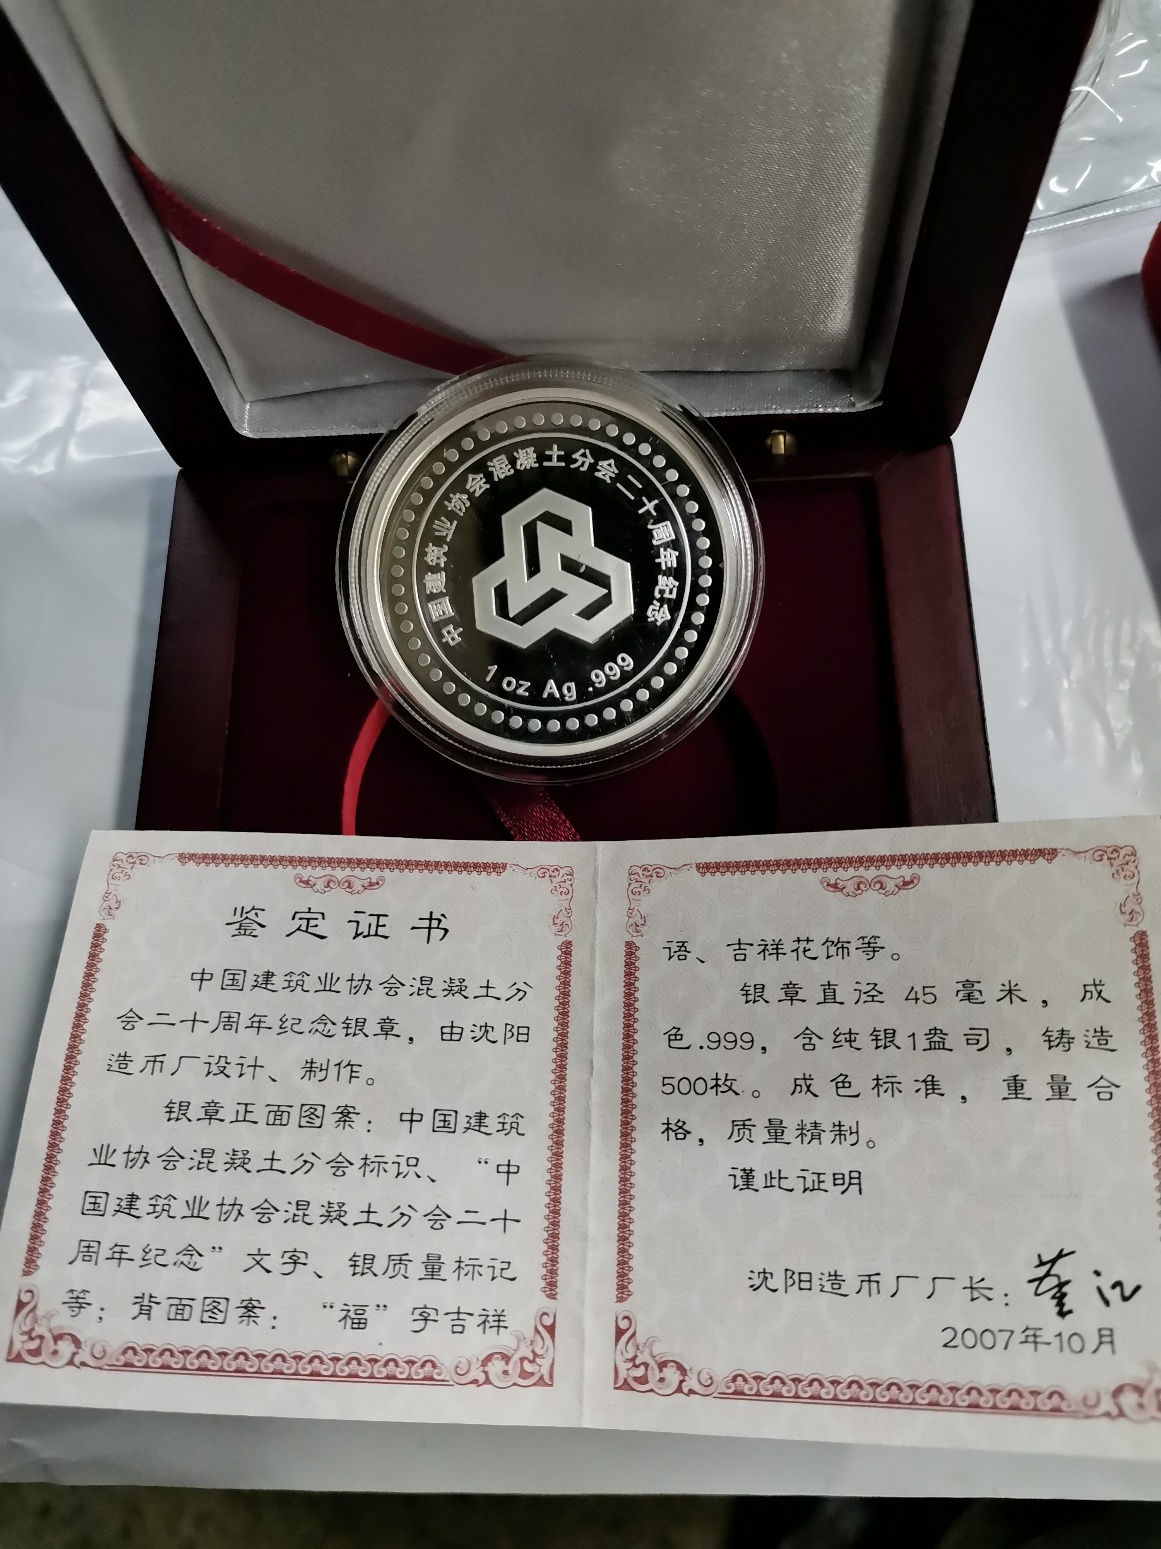 中国建筑业协会混凝土分会二十周年纪念
1 oz Ag .999
鉴定证书
中国建筑业协会混凝土分
会二十周年纪念银章，由沈阳
造币厂设计、制作。
银章正面图案：中国建筑
业协会混凝土分会标识、“中
国建筑业协会混凝土分会二十
周年纪念”文字、银质量标记
等；背面图案：“福”字吉祥
语、吉祥花饰等。
银章直径 45 毫米，成
色.999，含纯银1盎司，铸造
500枚。成色标准，重量合
格，质量精制。
谨此证明
沈阳造币厂厂长：
2007年10月